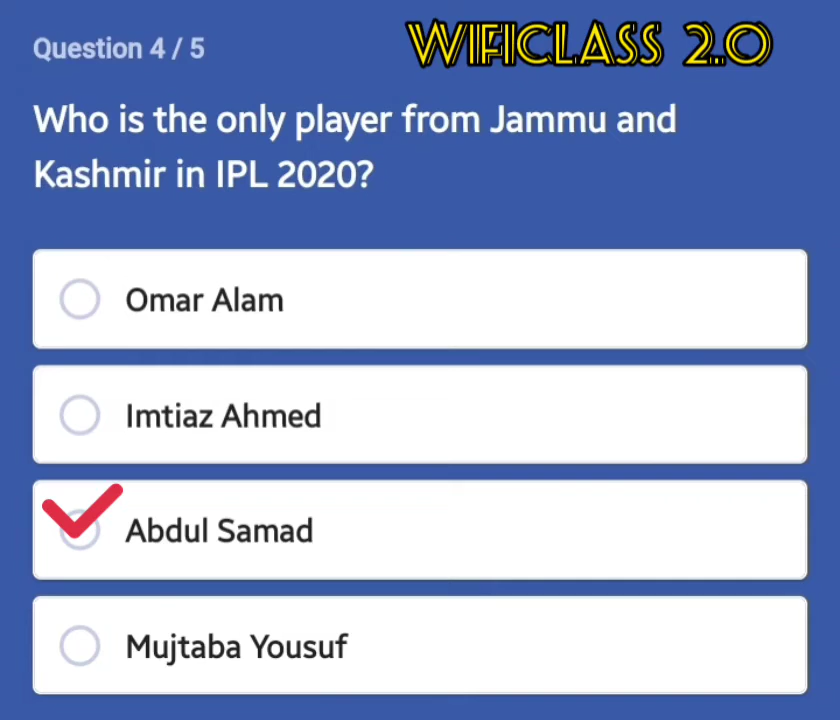 Question 4 / 5
WIFICLASS 2.0
Who is the only player from Jammu and
Kashmir in IPL 2020?
Omar Alam
Imtiaz Ahmed
Abdul Samad
Mujtaba Yousuf